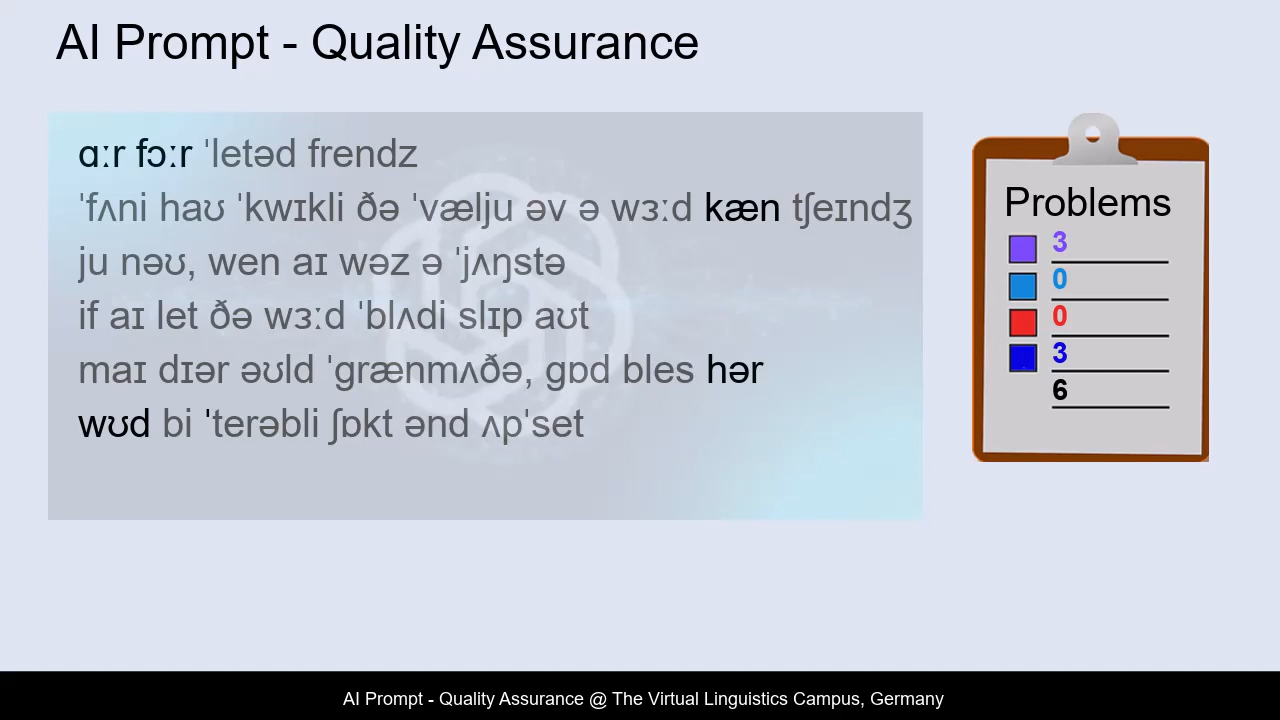 AI Prompt - Quality Assurance
ɑːr fɔːr ˈletəd frendz
ˈfʌni haʊ ˈkwɪkli ðə ˈvælju əv ə wɜːd kæn tʃeɪndʒ
ju nəʊ, wen aɪ wəz ə ˈjʌŋstə
if aɪ let ðə wɜːd ˈblʌdi slɪp aʊt
maɪ dɪər əʊld ˈgrænmʌðə, gɒd bles hər
wʊd bi ˈterəbli ʃɒkt ənd ʌpˈset
Problems
3
0
0
3
6
AI Prompt - Quality Assurance @ The Virtual Linguistics Campus, Germany